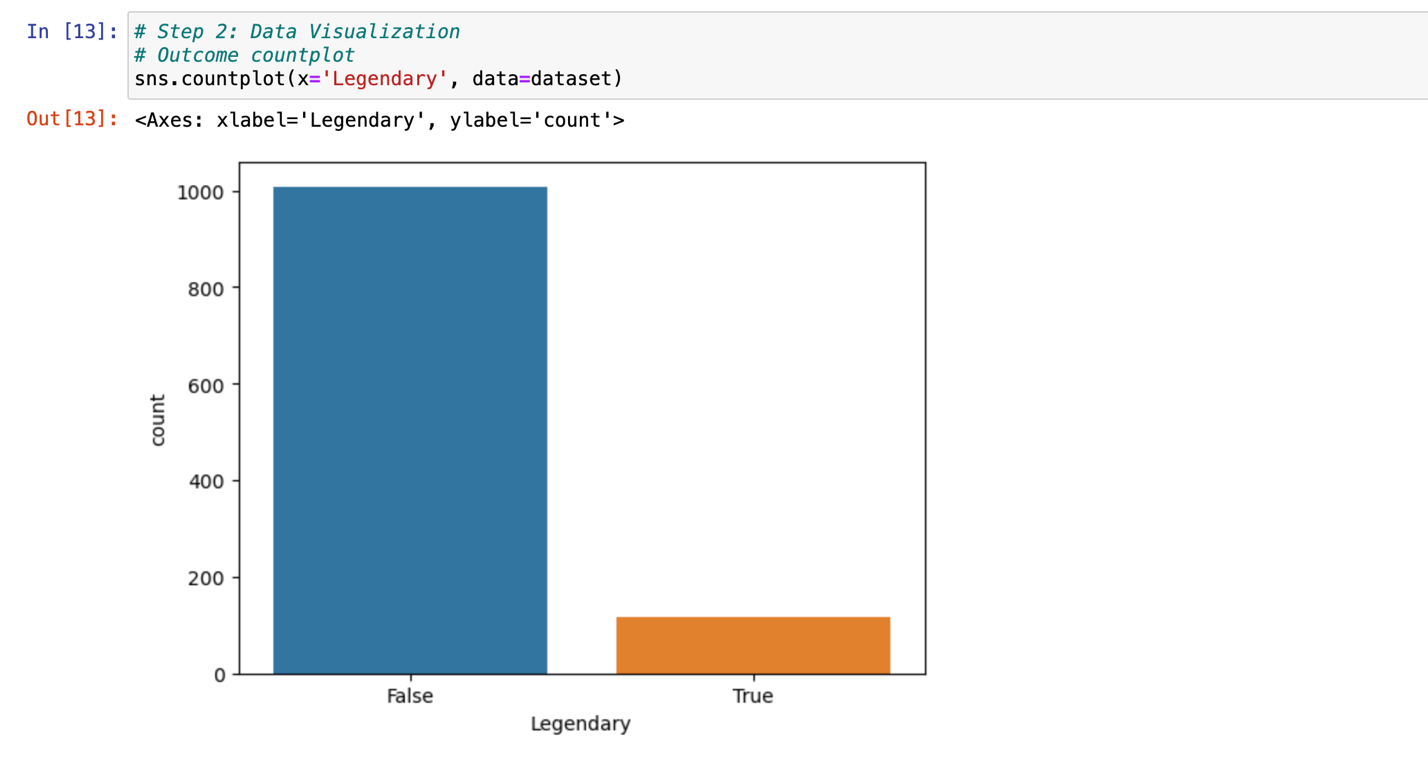 In [13]: # Step 2: Data Visualization
# Outcome countplot
sns.countplot(x='Legendary', data=dataset)
Out[13]: <Axes: xlabel='Legendary', ylabel='count'>
1000
800
600
400
200
0
count
False True
Legendary